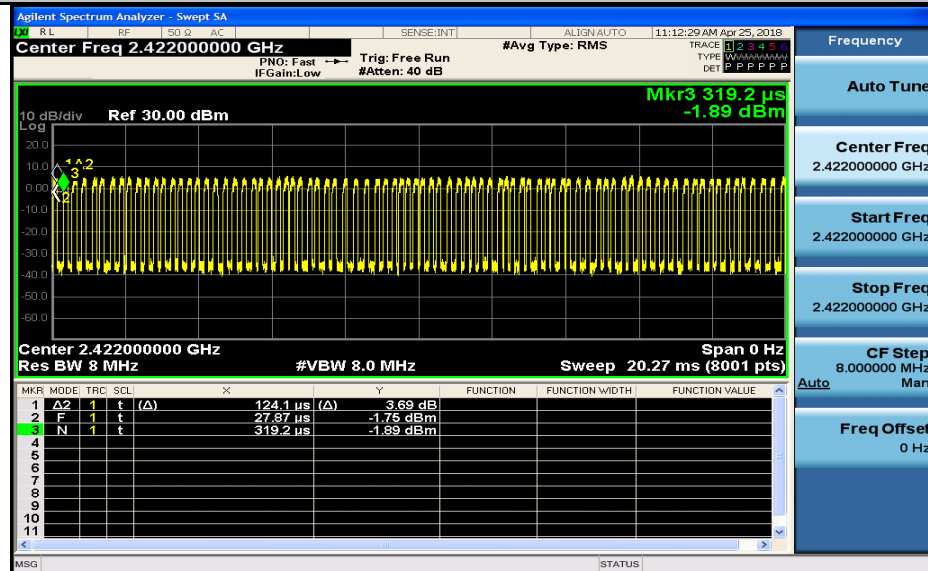 Agilent Spectrum Analyzer - Swept SA
LXI RL RF 50 Ω AC SENSE:INT ALIGN AUTO 11:12:29 AM Apr 25, 2018
Center Freq 2.422000000 GHz #Avg Type: RMS TRACE 1 2 3 4 5 6
PNO: Fast Trig: Free Run TYPE W
IFGain:Low #Atten: 40 dB DET P P P P P P
Mkr3 319.2 µs
10 dB/div Ref 30.00 dBm -1.89 dBm
Log
20.0
10.0
0.00
-10.0
-20.0
-30.0
-40.0
-50.0
-60.0
1Δ2
3
2
Center 2.422000000 GHz Span 0 Hz
Res BW 8 MHz #VBW 8.0 MHz Sweep 20.27 ms (8001 pts)
MKR MODE TRC SCL X Y FUNCTION FUNCTION WIDTH FUNCTION VALUE
1 Δ2 1 t (Δ) 124.1 µs (Δ) 3.69 dB
2 F 1 t 27.87 µs -1.75 dBm
3 N 1 t 319.2 µs -1.89 dBm
4
5
6
7
8
9
10
11
MSG STATUS
Frequency
Auto Tune
Center Freq
2.422000000 GHz
Start Freq
2.422000000 GHz
Stop Freq
2.422000000 GHz
CF Step
8.000000 MHz
Auto Man
Freq Offset
0 Hz